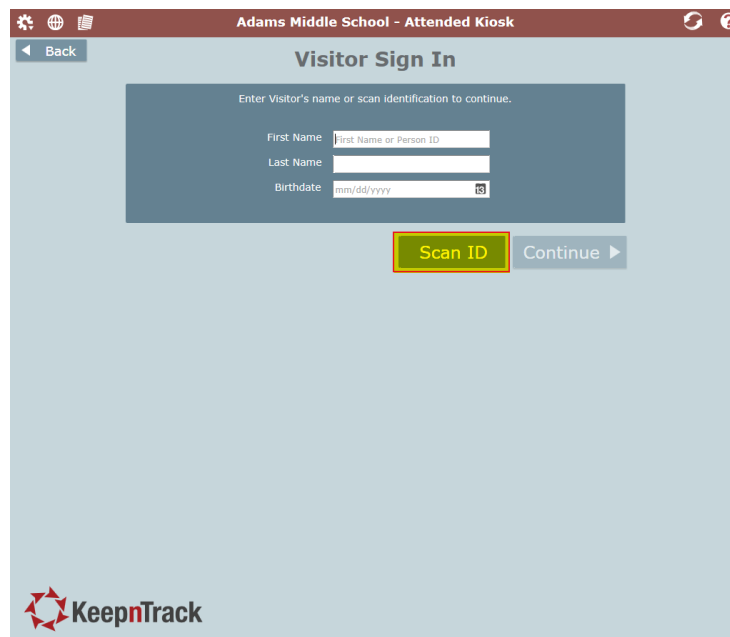 Adams Middle School - Attended Kiosk
Back
Visitor Sign In
Enter Visitor's name or scan identification to continue.
First Name First Name or Person ID
Last Name
Birthdate mm/dd/yyyy 13
Scan ID Continue
KeepnTrack